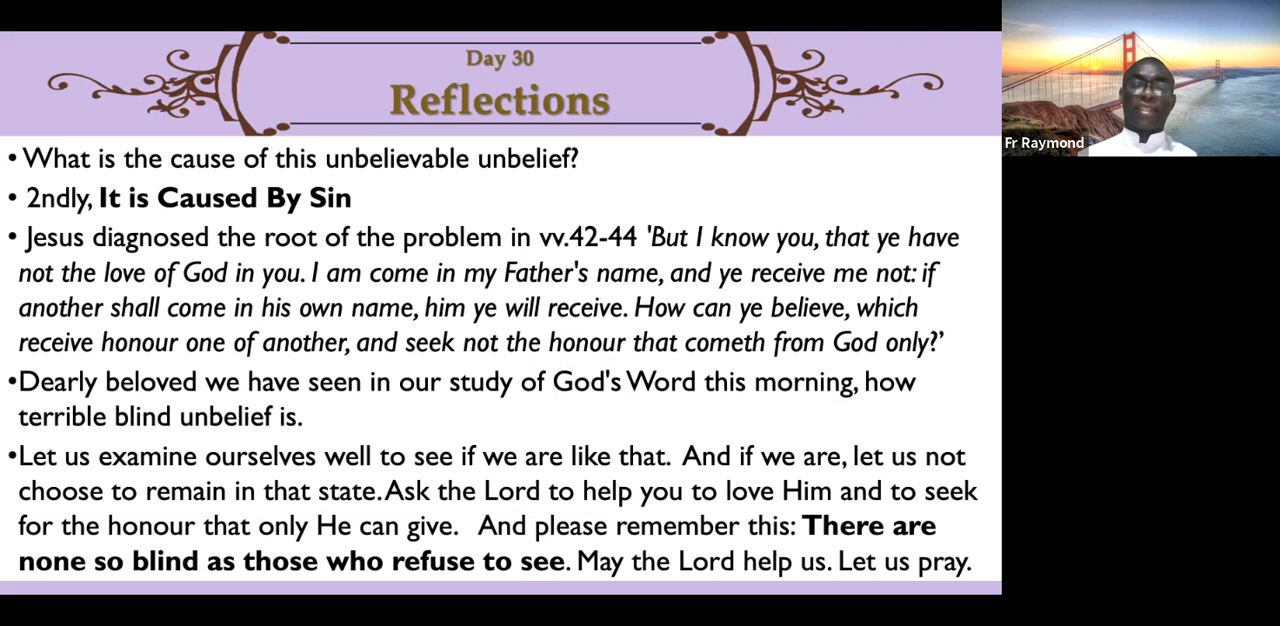 Day 30
Reflections
• What is the cause of this unbelievable unbelief?
• 2ndly, It is Caused By Sin
• Jesus diagnosed the root of the problem in vv.42-44 'But I know you, that ye have
not the love of God in you. I am come in my Father's name, and ye receive me not: if
another shall come in his own name, him ye will receive. How can ye believe, which
receive honour one of another, and seek not the honour that cometh from God only?’
•Dearly beloved we have seen in our study of God's Word this morning, how
terrible blind unbelief is.
•Let us examine ourselves well to see if we are like that. And if we are, let us not
choose to remain in that state. Ask the Lord to help you to love Him and to seek
for the honour that only He can give. And please remember this: There are
none so blind as those who refuse to see. May the Lord help us. Let us pray.
Fr Raymond